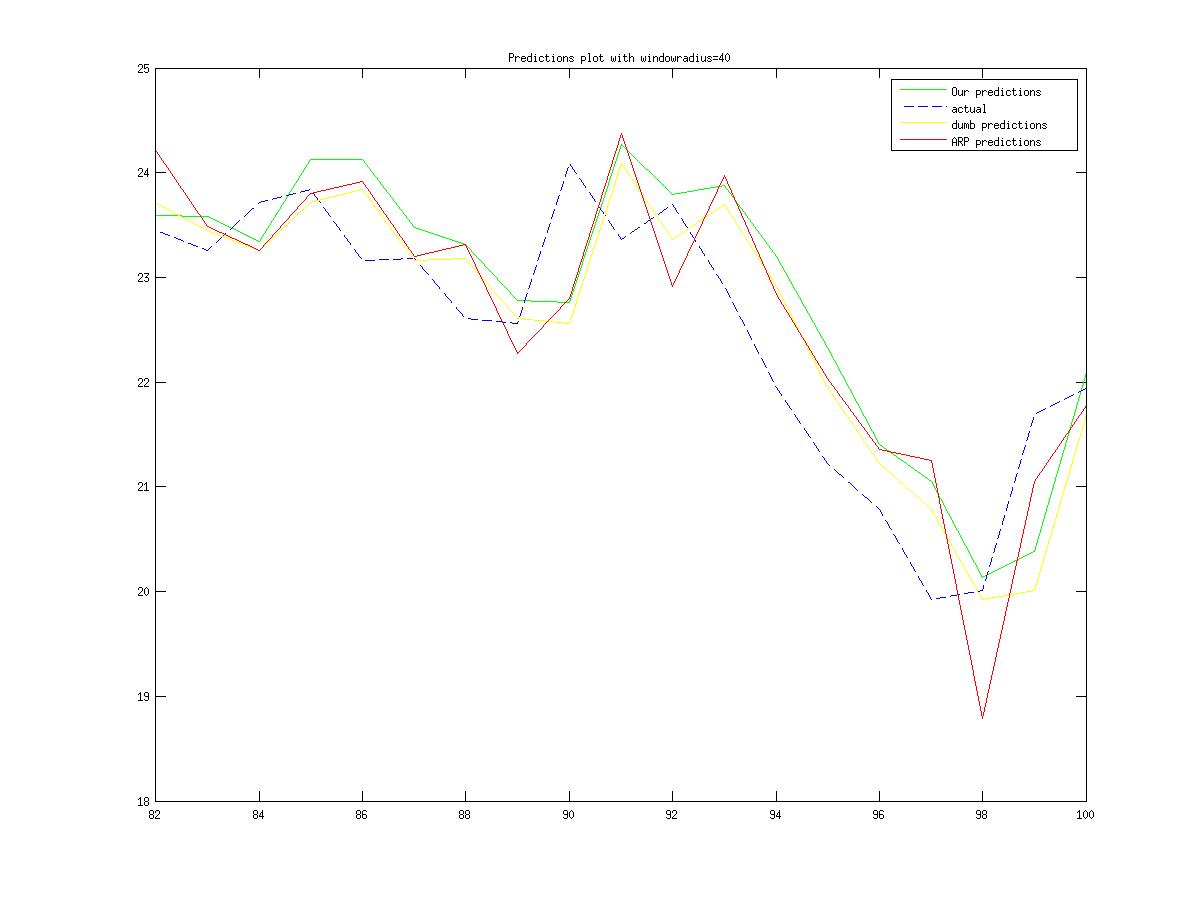 Predictions plot with windowradius=40
25
Our predictions
actual
dumb predictions
ARP predictions
24
23
22
21
20
19
18
82 84 86 88 90 92 94 96 98 100